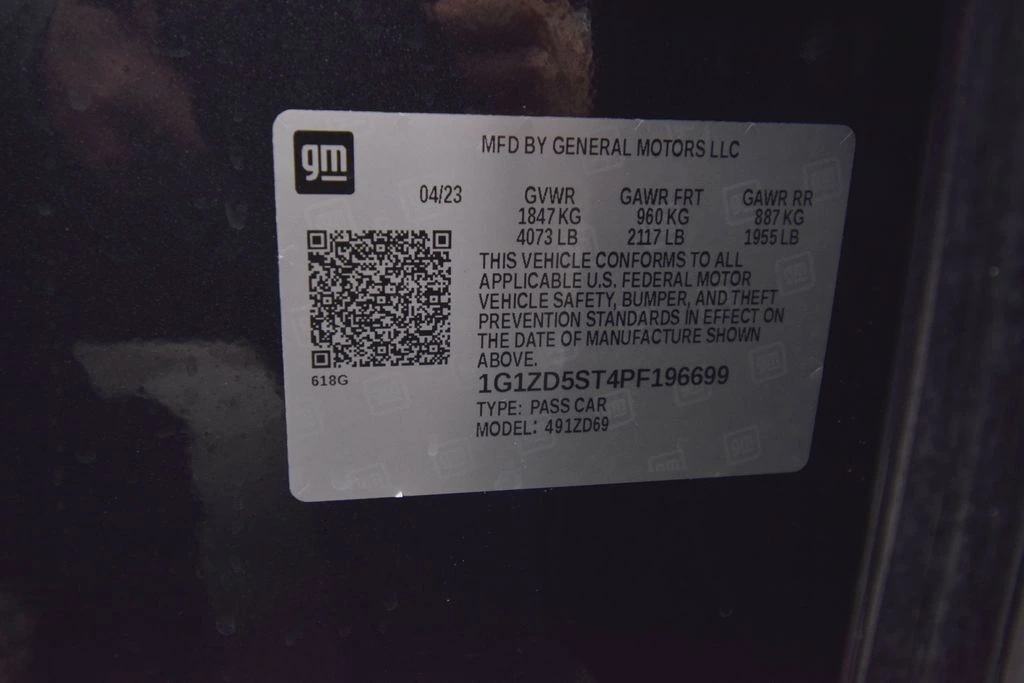 gm
MFD BY GENERAL MOTORS LLC
04/23 GVWR GAWR FRT GAWR RR
1847 KG 960 KG 887 KG
4073 LB 2117 LB 1955 LB
THIS VEHICLE CONFORMS TO ALL
APPLICABLE U.S. FEDERAL MOTOR
VEHICLE SAFETY, BUMPER, AND THEFT
PREVENTION STANDARDS IN EFFECT ON
THE DATE OF MANUFACTURE SHOWN
ABOVE.
618G
1G1ZD5ST4PF196699
TYPE: PASS CAR
MODEL: 491ZD69